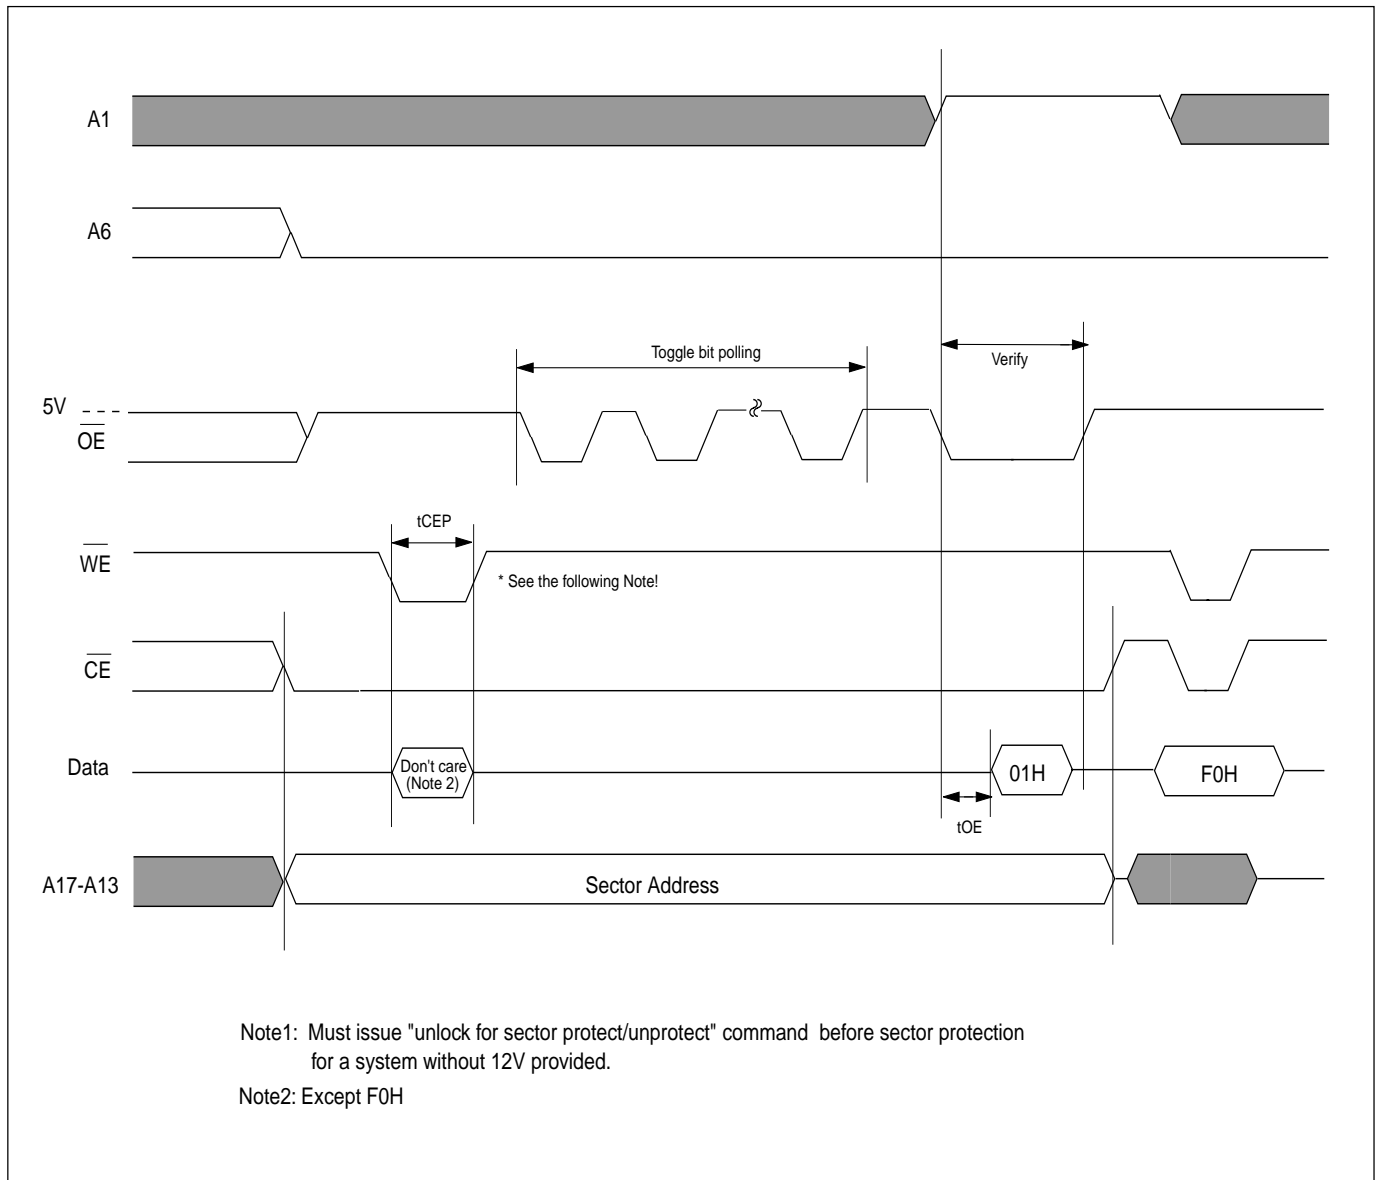 A1
A6
Toggle bit polling
Verify
5V
OE
tCEP
WE
* See the following Note!
CE
Data
Don't care
(Note 2)
01H
F0H
tOE
A17-A13
Sector Address
Note1: Must issue "unlock for sector protect/unprotect" command before sector protection
for a system without 12V provided.
Note2: Except F0H